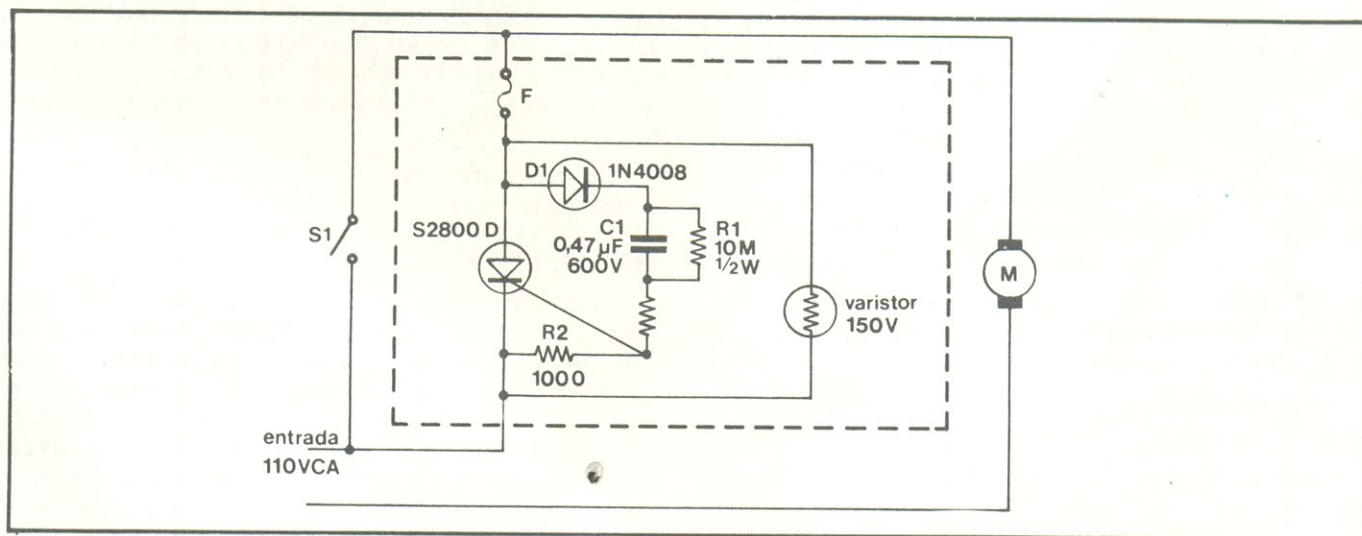 F
D1 1N4008
S1
S2800 D
C1
0,47µF
600V
R1
10M
½W
M
varistor
150V
R2
1000
entrada
110VCA